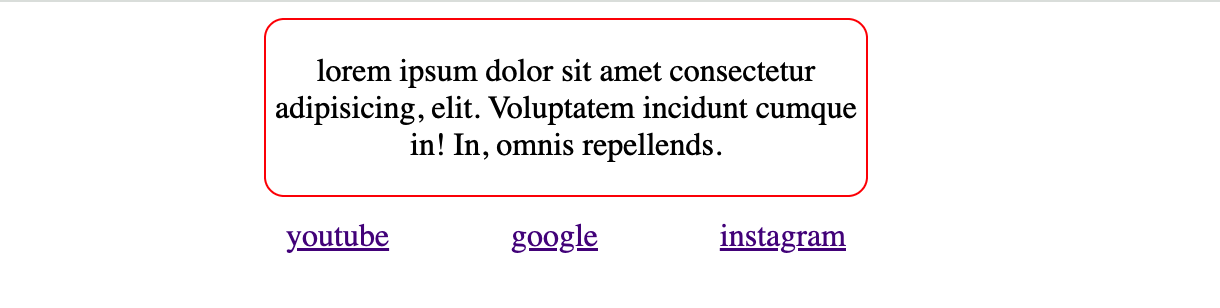 lorem ipsum dolor sit amet consectetur
adipisicing, elit. Voluptatem incidunt cumque
in! In, omnis repellends.
youtube google instagram